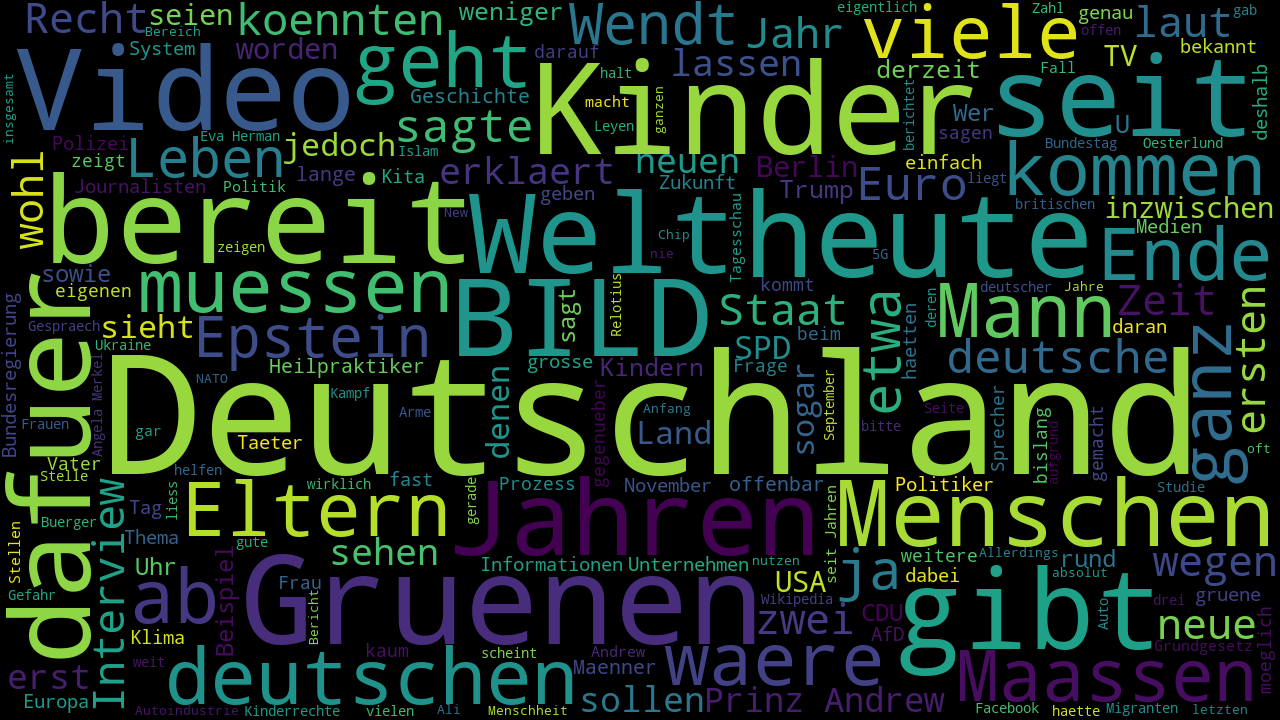 Recht
seien
Bereich
System
koennten
worden
weniger
Wendt
darauf
Jahr
eigentlich
viele
Zahl
offen
genau
gab
laut
TV
bekannt
insgesamt
Video
geht
Geschichte
sagte
halt
macht
Leyen
ganzen
lassen
Kinder
derzeit
berichtet
Wer
sagen
seit
Fall
U
deshalb
Bundestag
Oesterlund
Polizei
zeigt
Eva Herman
Leben
jedoch
Islam
wohl
Journalisten
Politik
lange
Kita
erklaert
neuen
geben
Zukunft
Berlin
Trump
einfach
Euro
liegt
kommen
britischen
inzwischen
Medien
bereit
zeigen
New
Welt
Chip
nie
Tagesschau
heute
5G
Ende
sowie
eigenen
muessen
Bundesregierung
Gespraech
sieht
Ukraine
Epstein
BILD
sagt
Relotius
Staat
kommt
beim
SPD
Frage
etwa
haetten
deren
deutscher
Mann
Jahre
Zeit
daran
deutsche
ganz
ersten
dafuer
Frauen
Angela Merkel
NATO
Heilpraktiker
Kampf
grosse
Kindern
denen
Deutschland
gar
Taeter
Arme
gegenueber
Anfang
Land
sogar
September
bitte
Seite
Sprecher
bislang
aufgrund
gemacht
oft
Vater
Stelle
helfen
wirklich
fast
Prozess
November
offenbar
Politiker
Studie
Stellen
Buerger
Interview
Tag
liess
Eltern
gerade
Jahren
seit Jahren
Menschen
Thema
gute
sehen
Uhr
Informationen
Unternehmen
nutzen
ja
weitere
Allerdings
rund
wegen
Gefahr
ab
Beispiel
Frau
Bericht
Gruenen
USA
Wikipedia
dabei
absolut
drei
gruene
Klima
zwei
CDU
AfD
gibt
Auto
neue
Grundgesetz
moeglich
weit
kaum
scheint
Andrew
Maenner
waere
erst
deutschen
Maassen
Europa
Autoindustrie
Kinderrechte
vielen
Ali
Menschheit
sollen
Prinz Andrew
Facebook
haette
Migranten
letzten